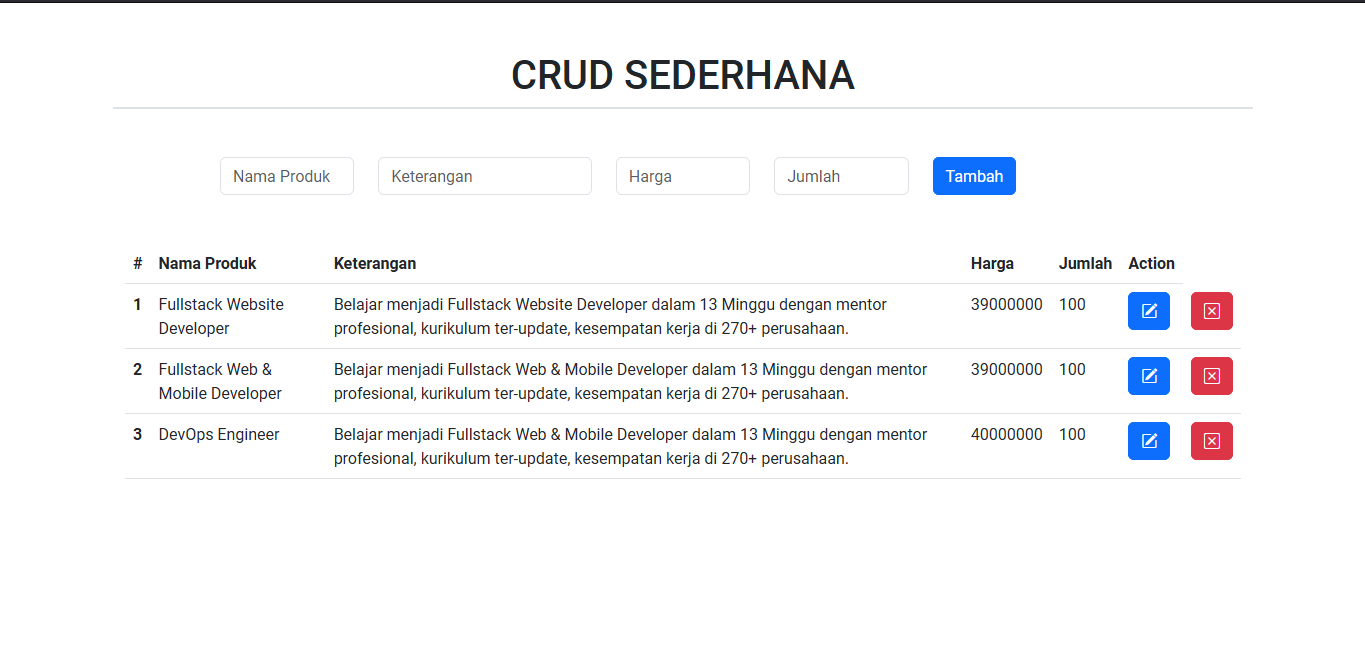 CRUD SEDERHANA
Nama Produk Keterangan Harga Jumlah Tambah
# Nama Produk Keterangan Harga Jumlah Action
1 Fullstack Website Belajar menjadi Fullstack Website Developer dalam 13 Minggu dengan mentor 39000000 100
Developer profesional, kurikulum ter-update, kesempatan kerja di 270+ perusahaan.
2 Fullstack Web & Belajar menjadi Fullstack Web & Mobile Developer dalam 13 Minggu dengan mentor 39000000 100
Mobile Developer profesional, kurikulum ter-update, kesempatan kerja di 270+ perusahaan.
3 DevOps Engineer Belajar menjadi Fullstack Web & Mobile Developer dalam 13 Minggu dengan mentor 40000000 100
profesional, kurikulum ter-update, kesempatan kerja di 270+ perusahaan.